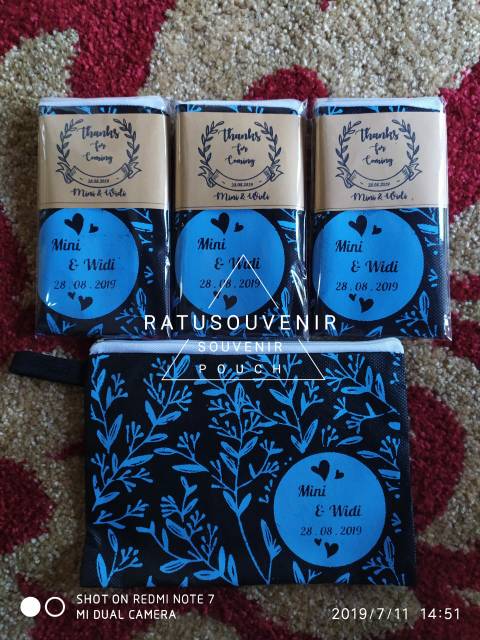 Thanks
for
Coming
28.08.2019
Mini & Widi
Thanks
for
Coming
28.08.2019
Mini & Widi
Thanks
for
Coming
28.08.2019
Mini & Widi
Mini
& Widi
28 . 08 . 2019
Mini
& Widi
28 . 08 . 2019
Mini
& Widi
28 . 08 . 2019
RATUSOUVENIR
SOUVENIR
POUCH
Mini
& Widi
28 . 08 . 2019
SHOT ON REDMI NOTE 7
MI DUAL CAMERA
2019/7/11 14:51